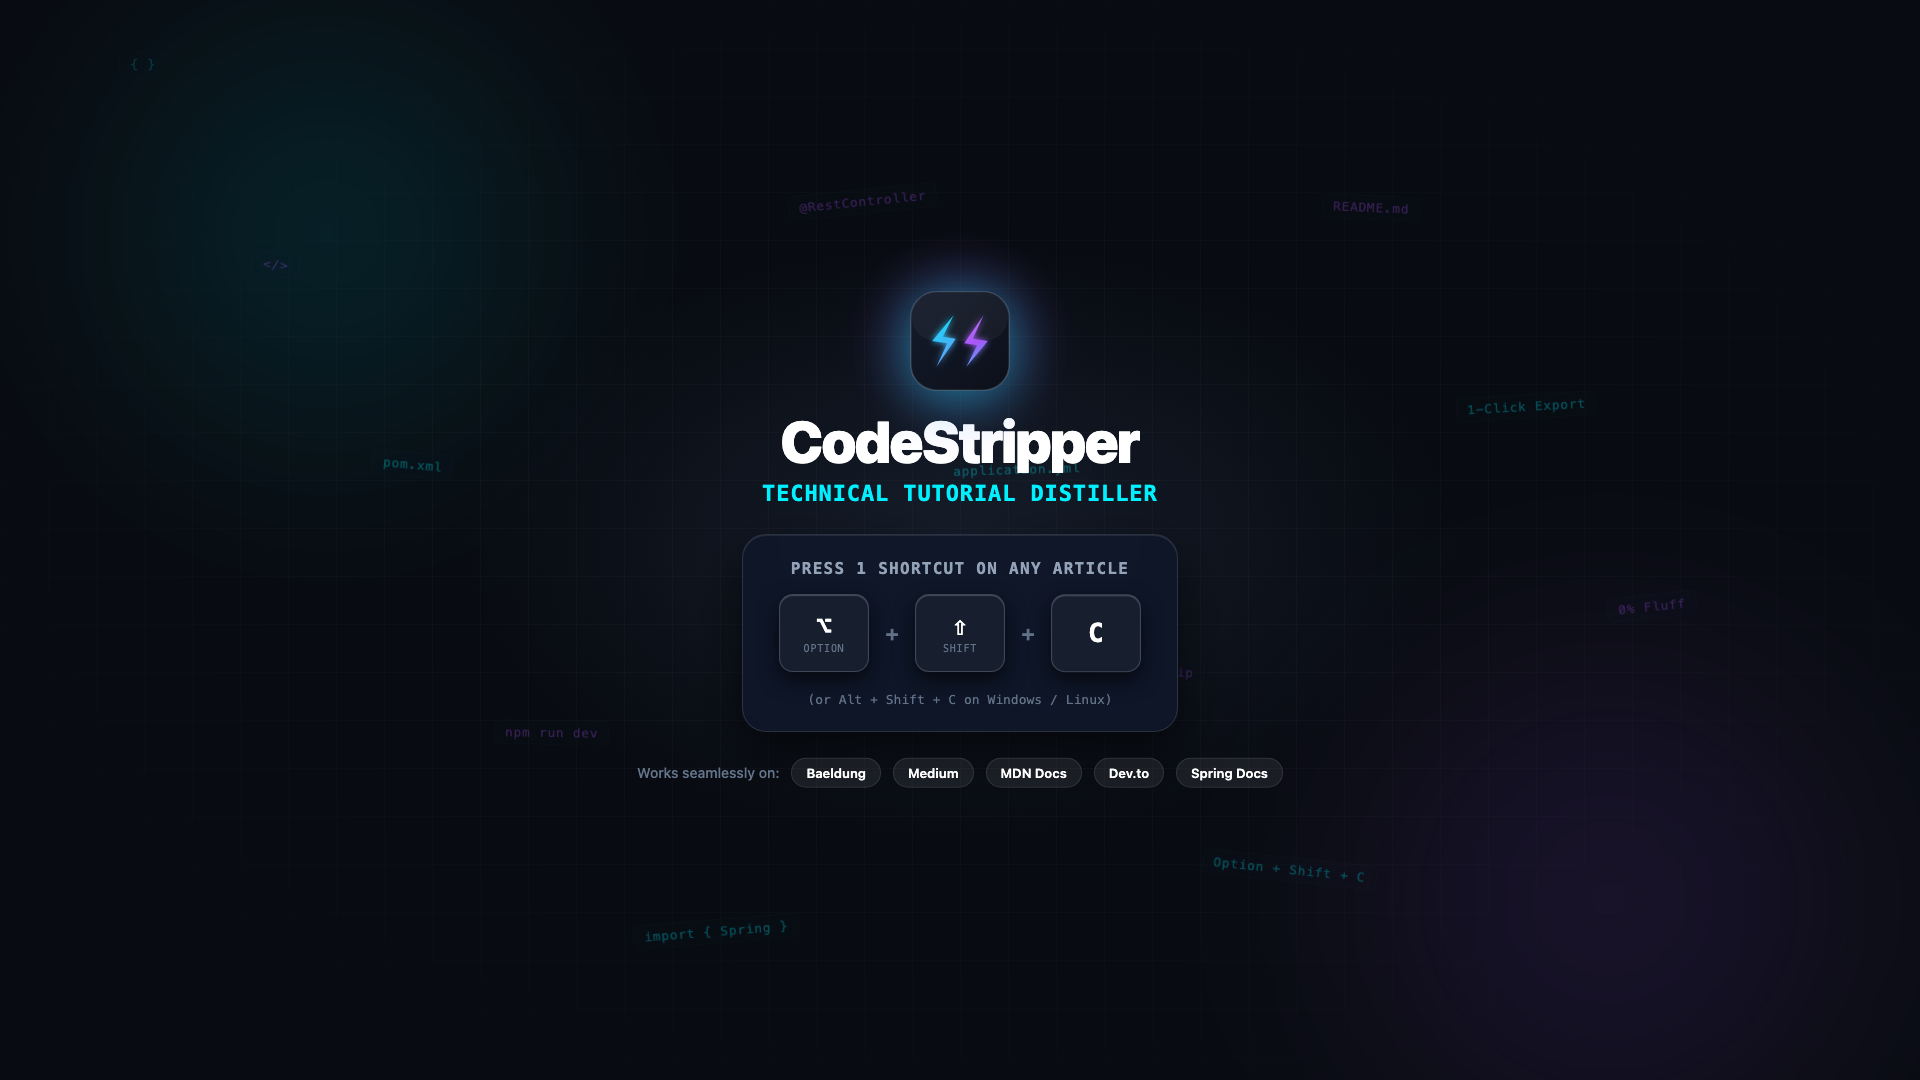 { }
@RestController
README.md
</>
1-Click Export
CodeStripper
pom.xml
TECHNICAL TUTORIAL DISTILLER
PRESS 1 SHORTCUT ON ANY ARTICLE
⌥ + ⇧ + C
OPTION SHIFT
0% Fluff
(or Alt + Shift + C on Windows / Linux)
npm run dev
Works seamlessly on: Baeldung Medium MDN Docs Dev.to Spring Docs
Option + Shift + C
import { Spring }